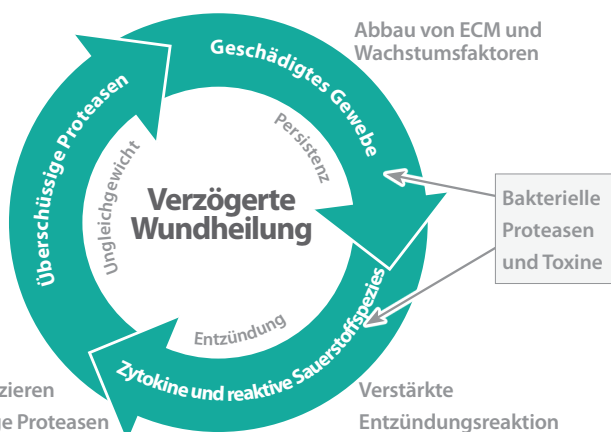 Abbau von ECM und
Wachstumsfaktoren
Geschädigtes Gewebe
Überschüssige Proteasen
Persistenz
Ungleichgewicht
Verzögerte
Wundheilung
Bakterielle
Proteasen
und Toxine
Entzündung
Zytokine und reaktive Sauerstoffspezies
Verstärkte
Entzündungsreaktion
Proteasen